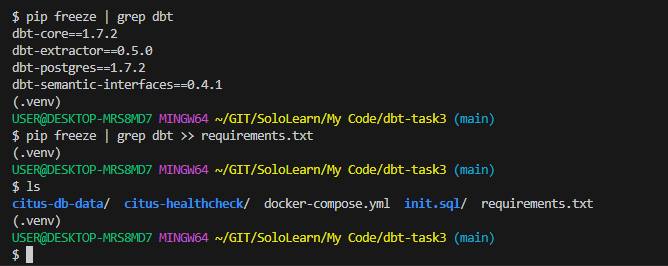 $ pip freeze | grep dbt
dbt-core==1.7.2
dbt-extractor==0.5.0
dbt-postgres==1.7.2
dbt-semantic-interfaces==0.4.1
(.venv)
USER@DESKTOP-MRS8MD7 MINGW64 ~/GIT/SoloLearn/My Code/dbt-task3 (main)
$ pip freeze | grep dbt >> requirements.txt
(.venv)
USER@DESKTOP-MRS8MD7 MINGW64 ~/GIT/SoloLearn/My Code/dbt-task3 (main)
$ ls
citus-db-data/  citus-healthcheck/  docker-compose.yml  init.sql/  requirements.txt
(.venv)
USER@DESKTOP-MRS8MD7 MINGW64 ~/GIT/SoloLearn/My Code/dbt-task3 (main)
$